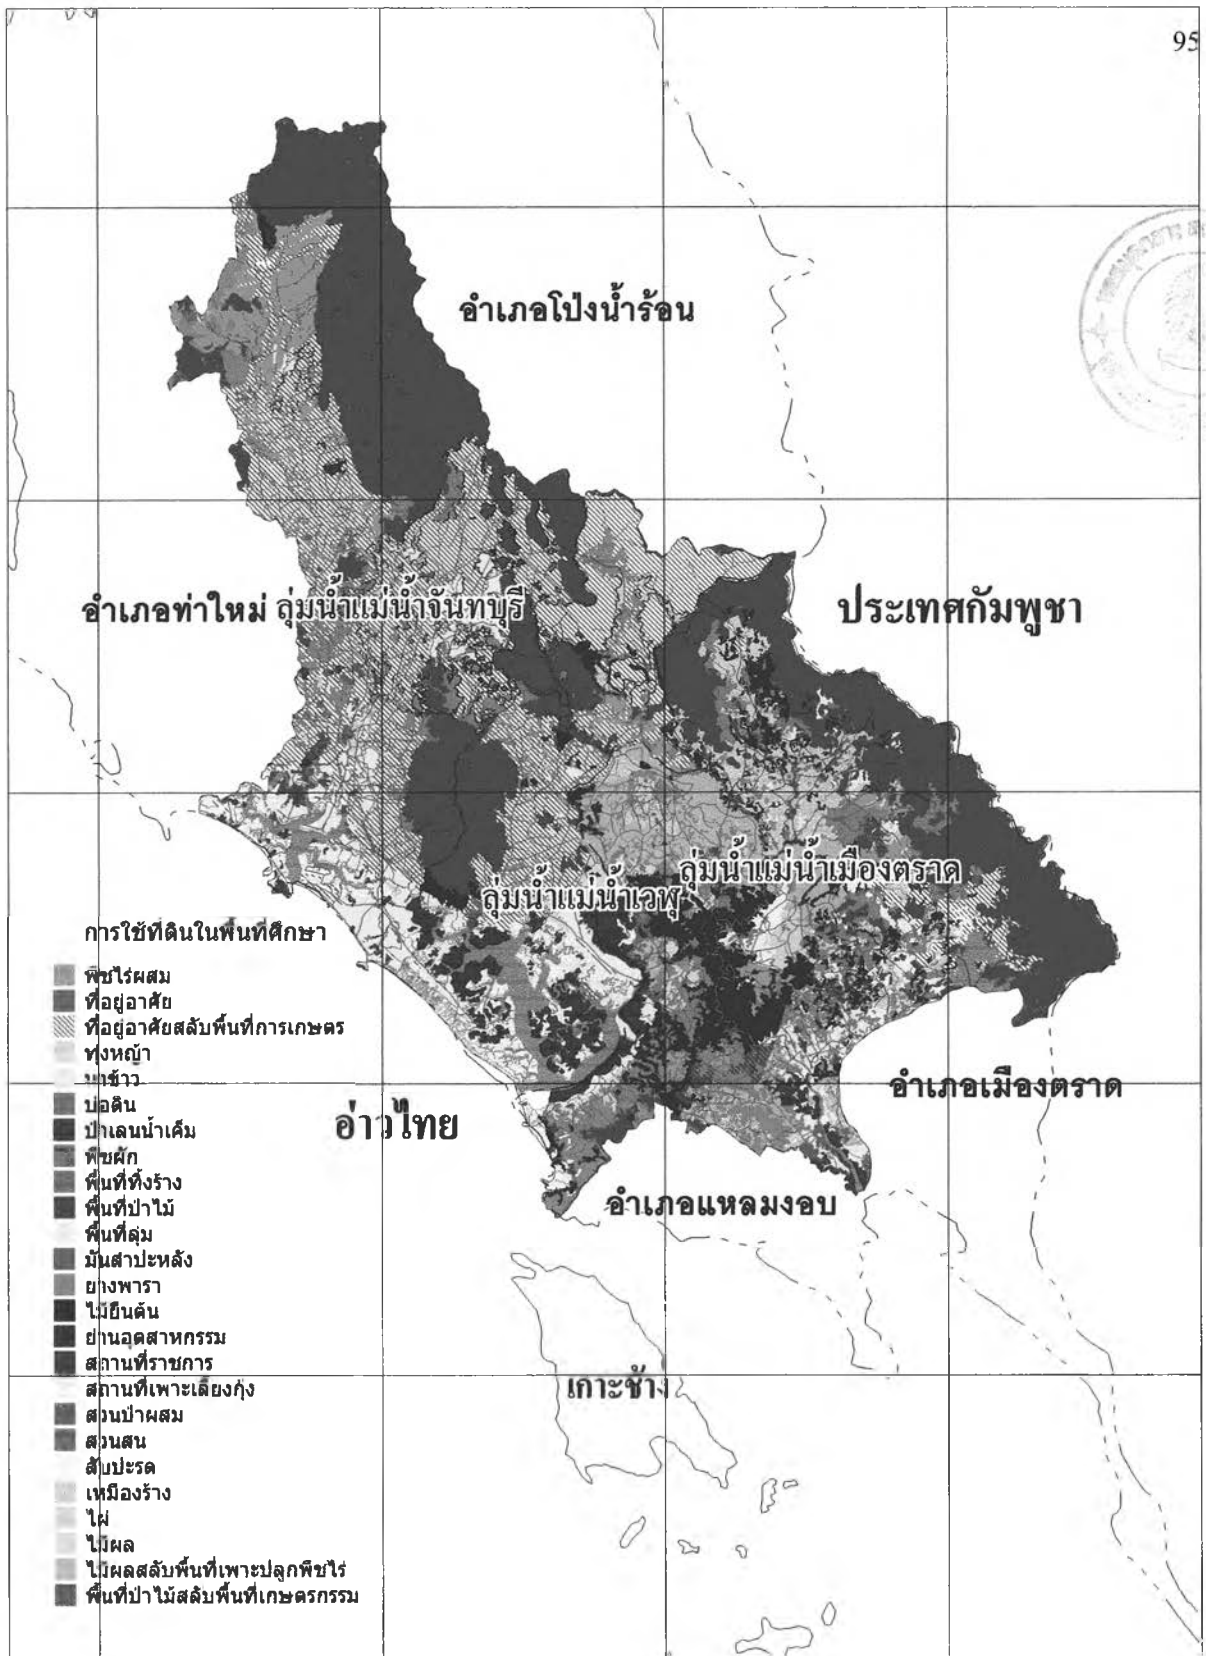 95
อำเภอโป่งน้ำร้อน
อำเภอท่าใหม่ ลุ่มน้ำแม่น้ำจันทบุรี
ประเทศกัมพูชา
ลุ่มน้ำแม่น้ำเมืองตราด
ลุ่มน้ำแม่น้ำเวฬุ
การใช้ที่ดินในพื้นที่ศึกษา
พืชไร่ผสม
ที่อยู่อาศัย
ที่อยู่อาศัยสลับพื้นที่การเกษตร
ทุ่งหญ้า
นาข้าว
บ่อดิน
ป่าเลนน้ำเค็ม
พืชผัก
พื้นที่ทิ้งร้าง
พื้นที่ป่าไม้
พื้นที่ลุ่ม
มันสำปะหลัง
ยางพารา
ไม้ยืนต้น
ย่านอุตสาหกรรม
สถานที่ราชการ
สถานที่เพาะเลี้ยงกุ้ง
สวนป่าผสม
สวนสน
สับปะรด
เหมืองร้าง
ไผ่
ไม้ผล
ไม้ผลสลับพื้นที่เพาะปลูกพืชไร่
พื้นที่ป่าไม้สลับพื้นที่เกษตรกรรม
อำเภอเมืองตราด
อ่าวไทย
อำเภอแหลมงอบ
เกาะช้าง